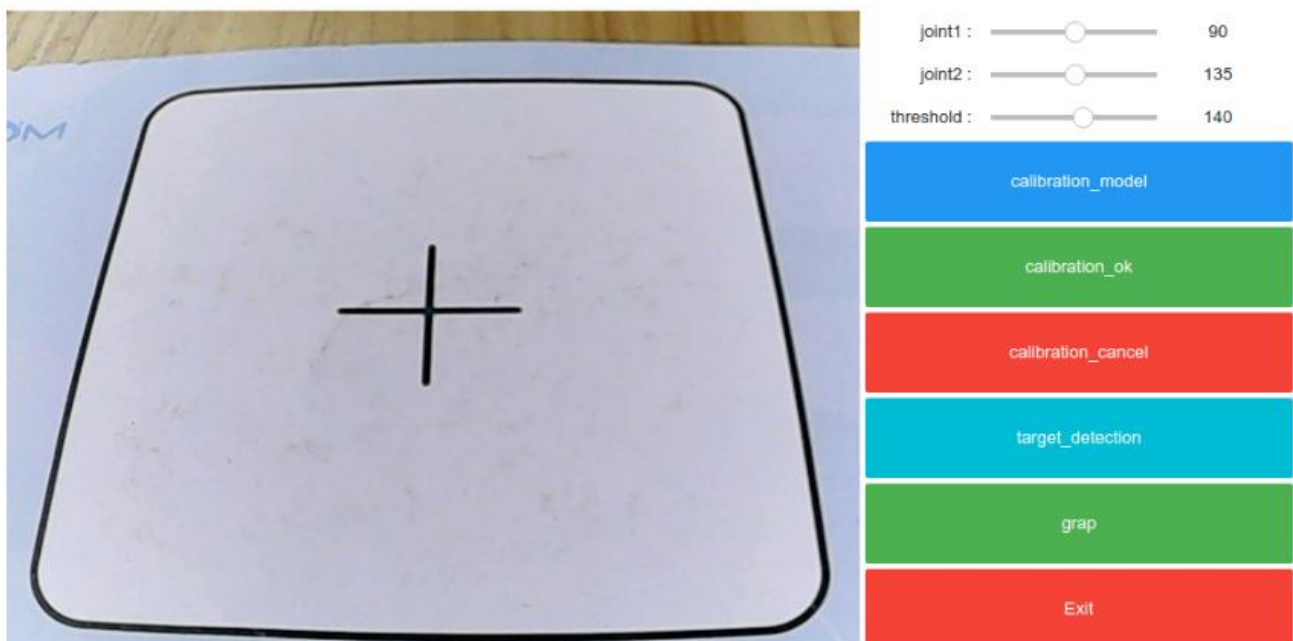 joint1 : 90
joint2 : 135
threshold : 140
calibration_model
calibration_ok
calibration_cancel
target_detection
grap
Exit